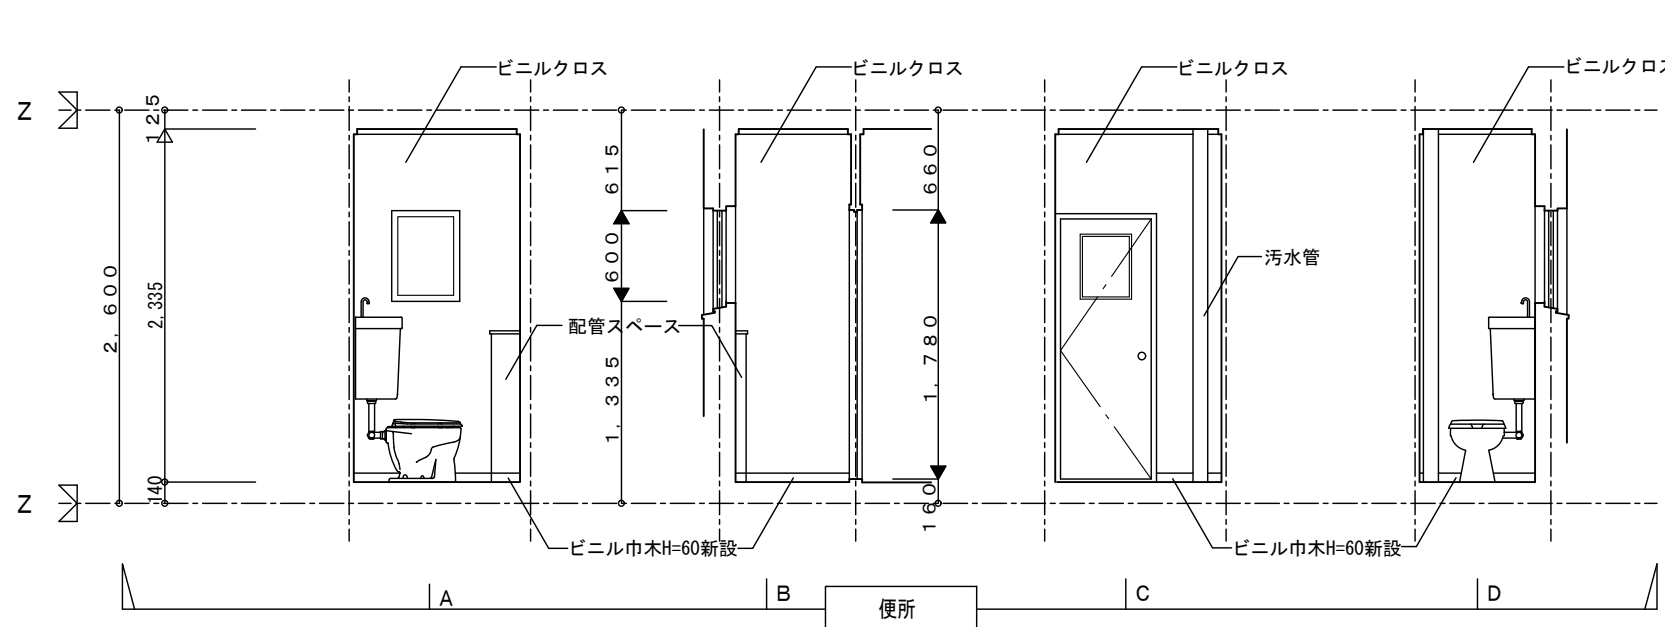 ビニルクロス
ビニルクロス
ビニルクロス
ビニルクロス
Z
125
2,600
2,335
140
615
600
1,335
660
1,780
160
汚水管
配管スペース
Z
ビニル巾木H=60新設
ビニル巾木H=60新設
A
B
C
D
便所